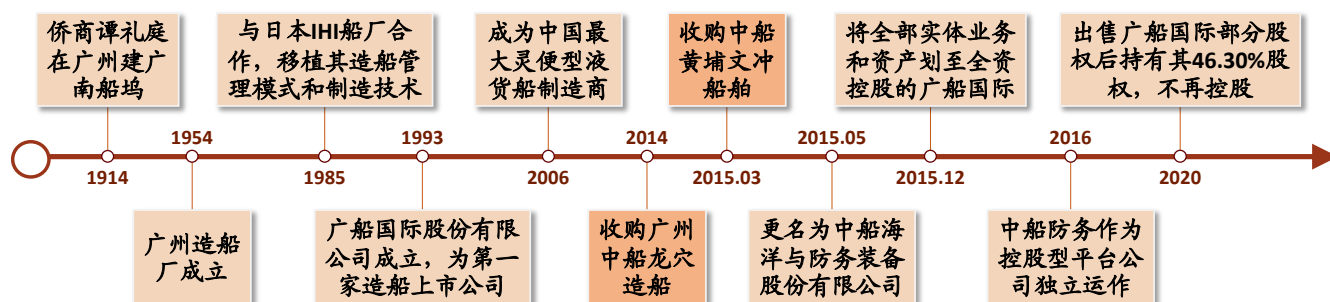 侨商谭礼庭
在广州建广
南船坞
与日本IHI船厂合
作，移植其造船管
理模式和制造技术
成为中国最
大灵便型液
货船制造商
收购中船
黄埔文冲
船舶
将全部实体业务
和资产划至全资
控股的广船国际
出售广船国际部分股
权后持有其46.30%股
权，不再控股
1954
1993
2014
2015.05
2016
1914
1985
2006
2015.03
2015.12
2020
广州造船
厂成立
广船国际股份有限
公司成立，为第一
家造船上市公司
收购广州
中船龙穴
造船
更名为中船海
洋与防务装备
股份有限公司
中船防务作为
控股型平台公
司独立运作